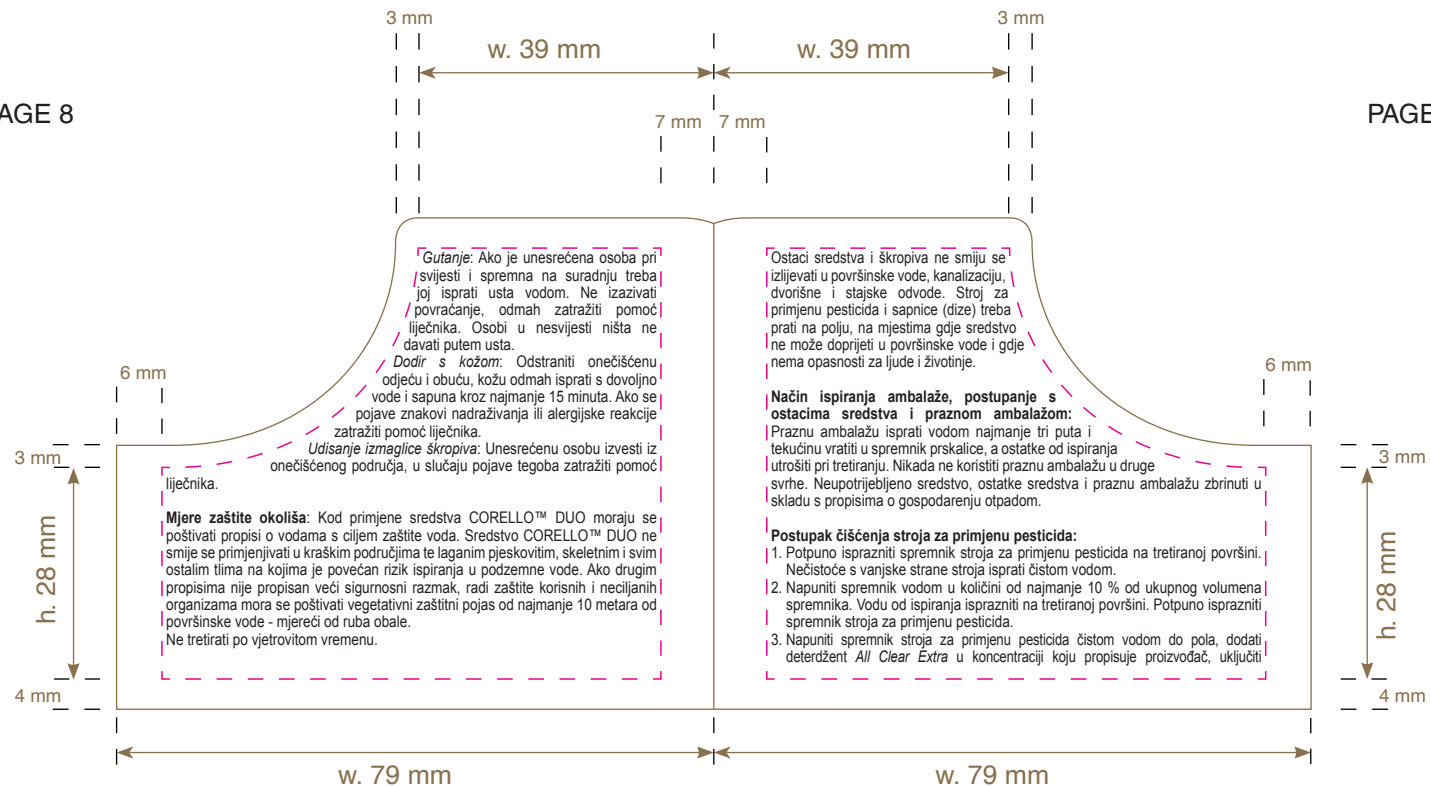 3 mm
3 mm
w. 39 mm
w. 39 mm
AGE 8
PAGE
7 mm
7 mm
Gutanje: Ako je unesrećena osoba pri
svijesti i spremna na suradnju treba
joj isprati usta vodom. Ne izazivati
povraćanje, odmah zatražiti pomoć
liječnika. Osobi u nesvijesti ništa ne
davati putem usta.
Dodir s kožom: Odstraniti onečišćenu
odjeću i obuću, kožu odmah isprati s dovoljno
vode i sapuna kroz najmanje 15 minuta. Ako se
pojave znakovi nadraživanja ili alergijske reakcije
zatražiti pomoć liječnika.
Udisanje izmaglice škropiva: Unesrećenu osobu izvesti iz
onečišćenog područja, u slučaju pojave tegoba zatražiti pomoć
liječnika.
Mjere zaštite okoliša: Kod primjene sredstva CORELLO™ DUO moraju se
poštivati propisi o vodama s ciljem zaštite voda. Sredstvo CORELLO™ DUO ne
smije se primjenjivati u kraškim područjima te laganim pjeskovitim, skeletnim i svim
ostalim tlima na kojima je povećan rizik ispiranja u podzemne vode. Ako drugim
propisima nije propisan veći sigurnosni razmak, radi zaštite korisnih i neciljanih
organizama mora se poštivati vegetativni zaštitni pojas od najmanje 10 metara od
površinske vode - mjereći od ruba obale.
Ne tretirati po vjetrovitom vremenu.
Ostaci sredstva i škropiva ne smiju se
izlijevati u površinske vode, kanalizaciju,
dvorišne i stajske odvode. Stroj za
primjenu pesticida i sapnice (dize) treba
prati na polju, na mjestima gdje sredstvo
ne može doprijeti u površinske vode i gdje
nema opasnosti za ljude i životinje.
Način ispiranja ambalaže, postupanje s
ostacima sredstva i praznom ambalažom:
Praznu ambalažu isprati vodom najmanje tri puta i
tekućinu vratiti u spremnik prskalice, a ostatke od ispiranja
utrošiti pri tretiranju. Nikada ne koristiti praznu ambalažu u druge
svrhe. Neupotrijebljeno sredstvo, ostatke sredstva i praznu ambalažu zbrinuti u
skladu s propisima o gospodarenju otpadom.
Postupak čišćenja stroja za primjenu pesticida:
1. Potpuno isprazniti spremnik stroja za primjenu pesticida na tretiranoj površini.
Nečistoće s vanjske strane stroja isprati čistom vodom.
2. Napuniti spremnik vodom u količini od najmanje 10 % od ukupnog volumena
spremnika. Vodu od ispiranja isprazniti na tretiranoj površini. Potpuno isprazniti
spremnik stroja za primjenu pesticida.
3. Napuniti spremnik stroja za primjenu pesticida čistom vodom do pola, dodati
deterdžent All Clear Extra u koncentraciji koju propisuje proizvođač, uključiti
6 mm
6 mm
3 mm
3 mm
h. 28 mm
h. 28 mm
4 mm
4 mm
w. 79 mm
w. 79 mm